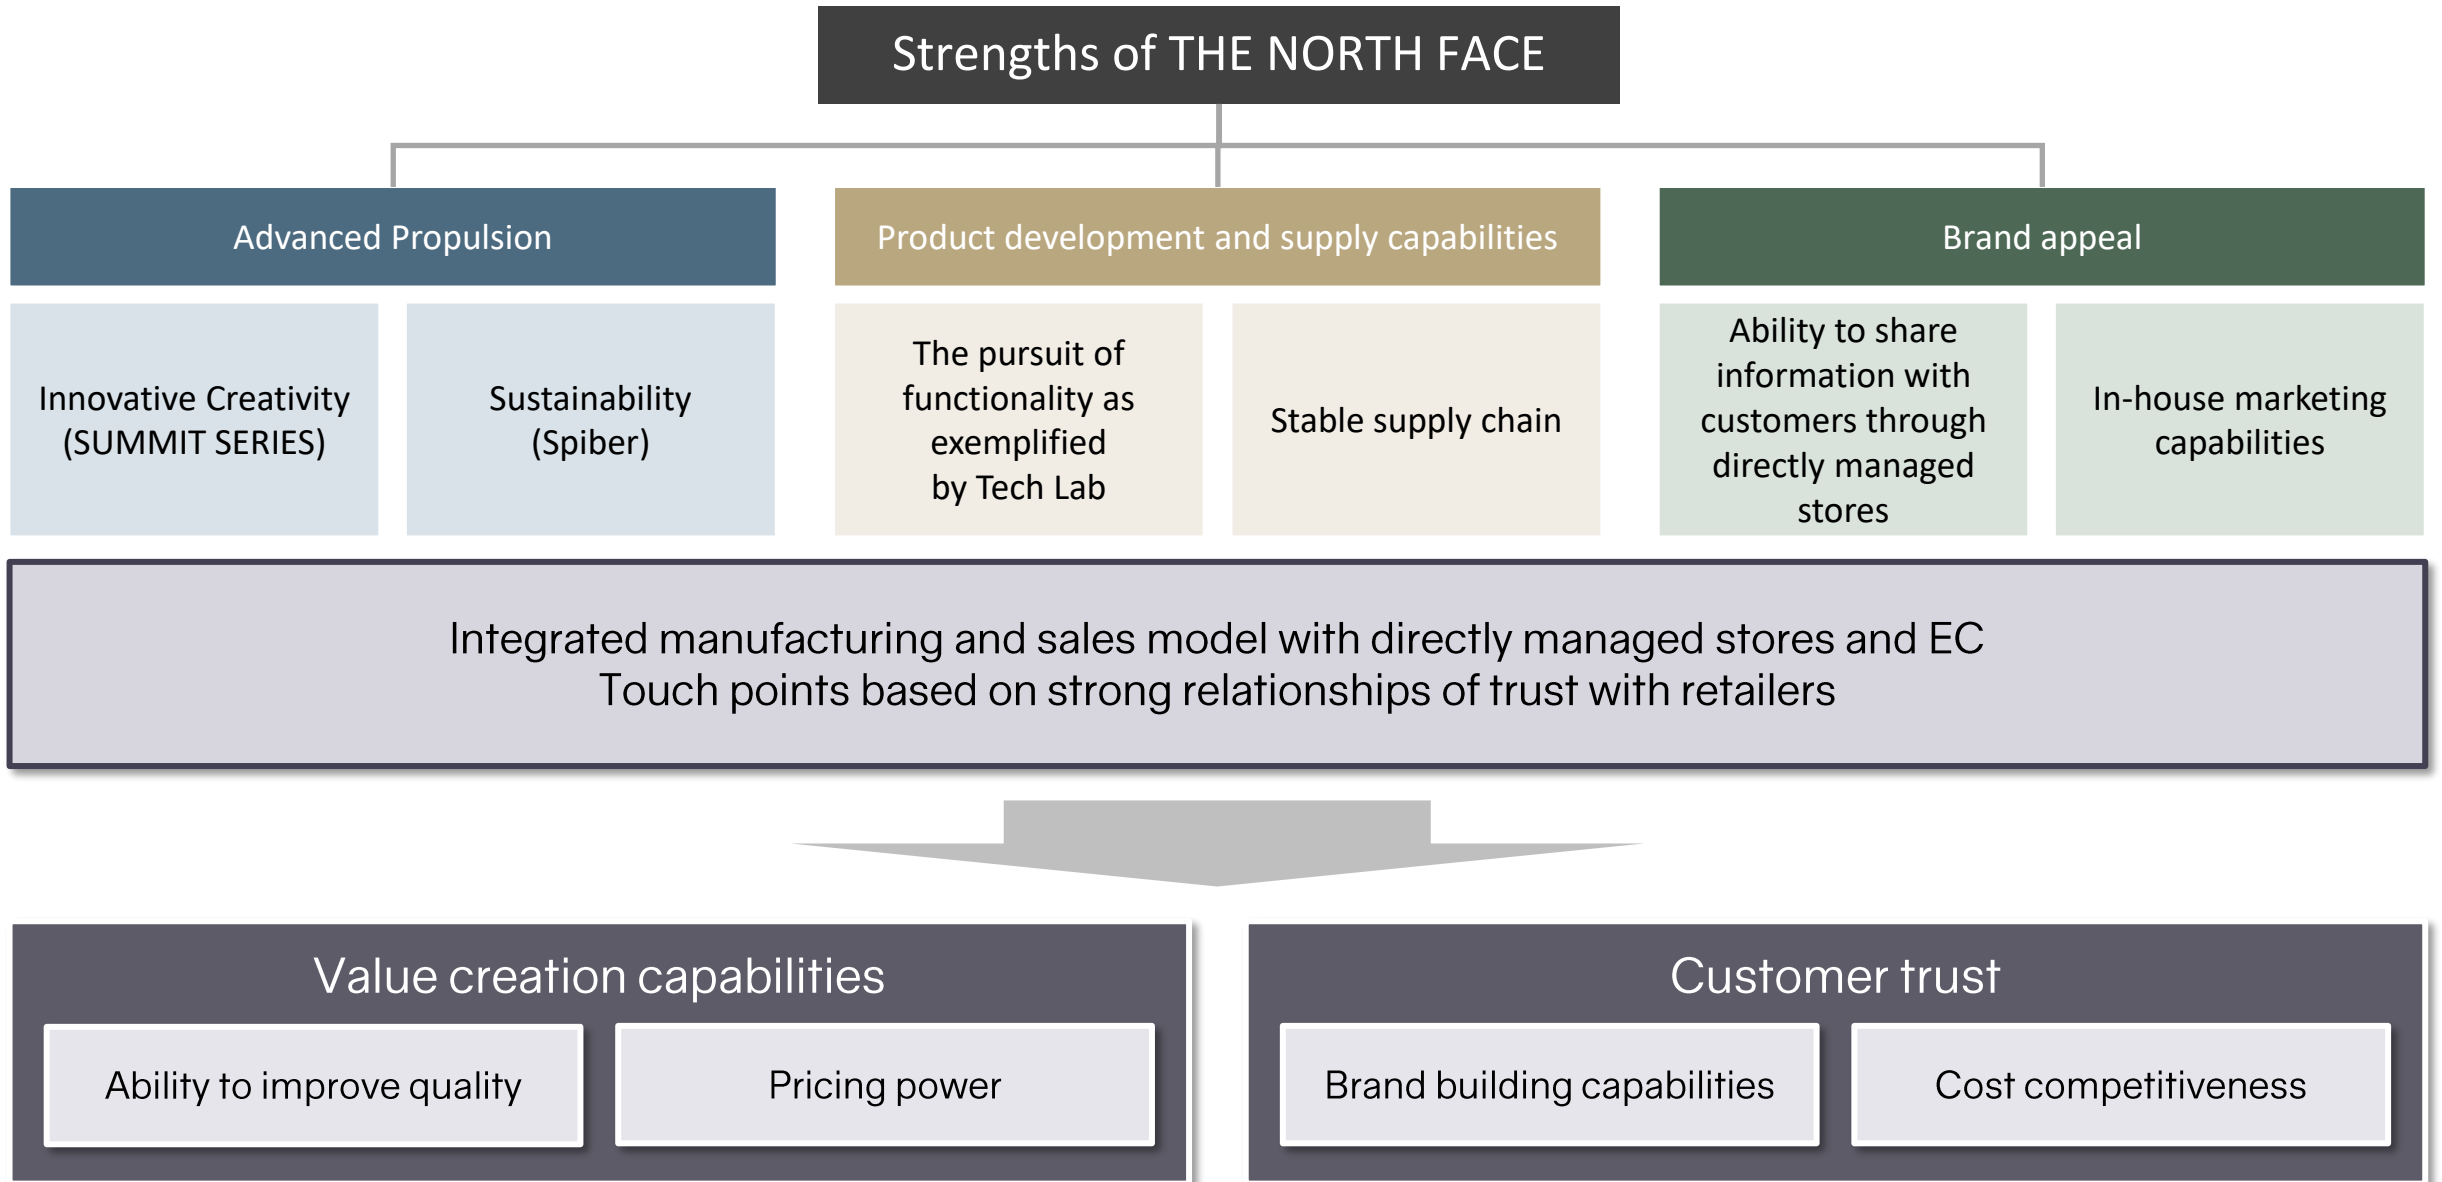 Strengths of THE NORTH FACE
Advanced Propulsion
Product development and supply capabilities
Brand appeal
Innovative Creativity
(SUMMIT SERIES)
Sustainability
(Spiber)
The pursuit of
functionality as
exemplified
by Tech Lab
Stable supply chain
Ability to share
information with
customers through
directly managed
stores
In-house marketing
capabilities
Integrated manufacturing and sales model with directly managed stores and EC
Touch points based on strong relationships of trust with retailers
Value creation capabilities
Ability to improve quality
Pricing power
Customer trust
Brand building capabilities
Cost competitiveness